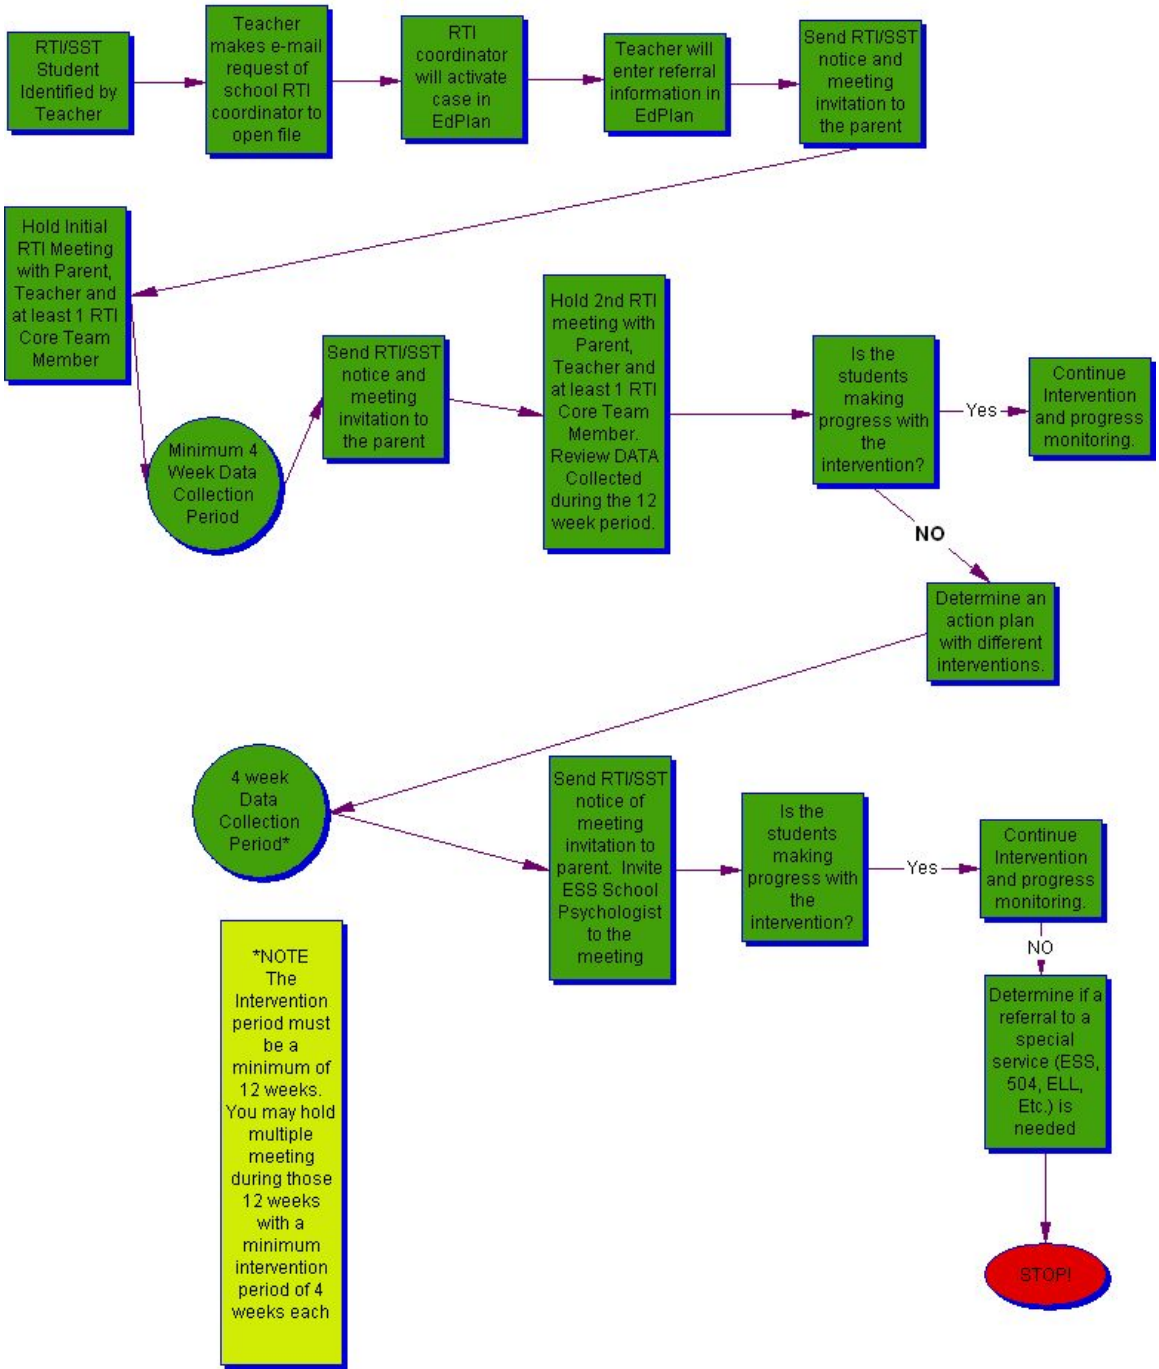 RTI/SST
Student
Identified by
Teacher
Teacher
makes e-mail
request of
school RTI
coordinator to
open file
RTI
coordinator
will activate
case in
EdPlan
Teacher will
enter referral
information in
EdPlan
Send RTI/SST
notice and
meeting
invitation to
the parent
Hold Initial
RTI Meeting
with Parent,
Teacher and
at least 1 RTI
Core Team
Member
Minimum 4
Week Data
Collection
Period
Send RTI/SST
notice and
meeting
invitation to
the parent
Hold 2nd RTI
meeting with
Parent,
Teacher and
at least 1 RTI
Core Team
Member.
Review DATA
Collected
during the 12
week period.
Is the
students
making
progress with
the
intervention?
Yes
Continue
Intervention
and progress
monitoring.
NO
Determine an
action plan
with different
interventions.
4 week
Data
Collection
Period*
Send RTI/SST
notice of
meeting
invitation to
parent. Invite
ESS School
Psychologist
to the
meeting
Is the
students
making
progress with
the
intervention?
Yes
Continue
Intervention
and progress
monitoring.
NO
Determine if a
referral to a
special
service (ESS,
504, ELL,
Etc.) is
needed
STOP!
*NOTE
The
Intervention
period must
be a
minimum of
12 weeks.
You may hold
multiple
meeting
during those
12 weeks
with a
minimum
intervention
period of 4
weeks each